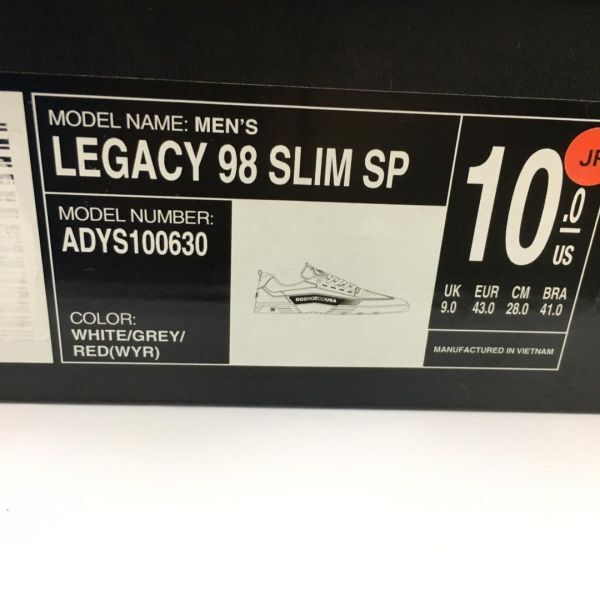 MODEL NAME: MEN'S
LEGACY 98 SLIM SP
MODEL NUMBER:
ADYS100630
COLOR:
WHITE/GREY/
RED(WYR)
DCSHOECOUSA
10.0
US
UK EUR CM BRA
9.0 43.0 28.0 41.0
MANUFACTURED IN VIETNAM